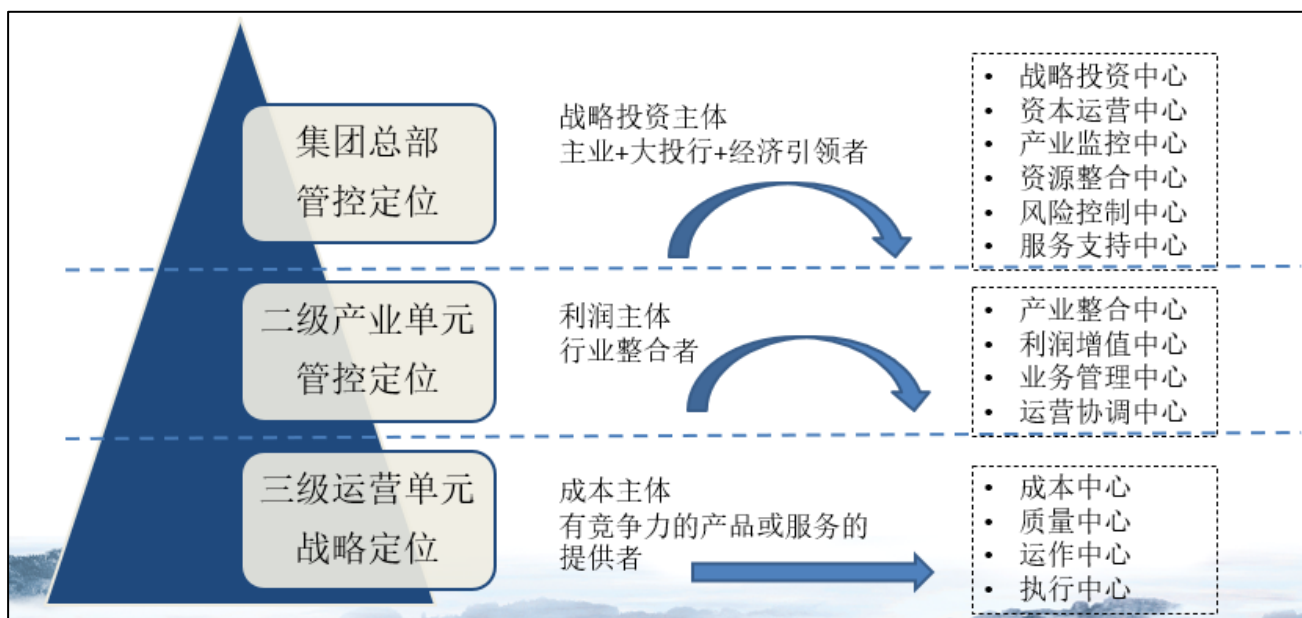 集团总部
管控定位
战略投资主体
主业+大投行+经济引领者
• 战略投资中心
• 资本运营中心
• 产业监控中心
• 资源整合中心
• 风险控制中心
• 服务支持中心
二级产业单元
管控定位
利润主体
行业整合者
• 产业整合中心
• 利润增值中心
• 业务管理中心
• 运营协调中心
三级运营单元
战略定位
成本主体
有竞争力的产品或服务的
提供者
• 成本中心
• 质量中心
• 运作中心
• 执行中心